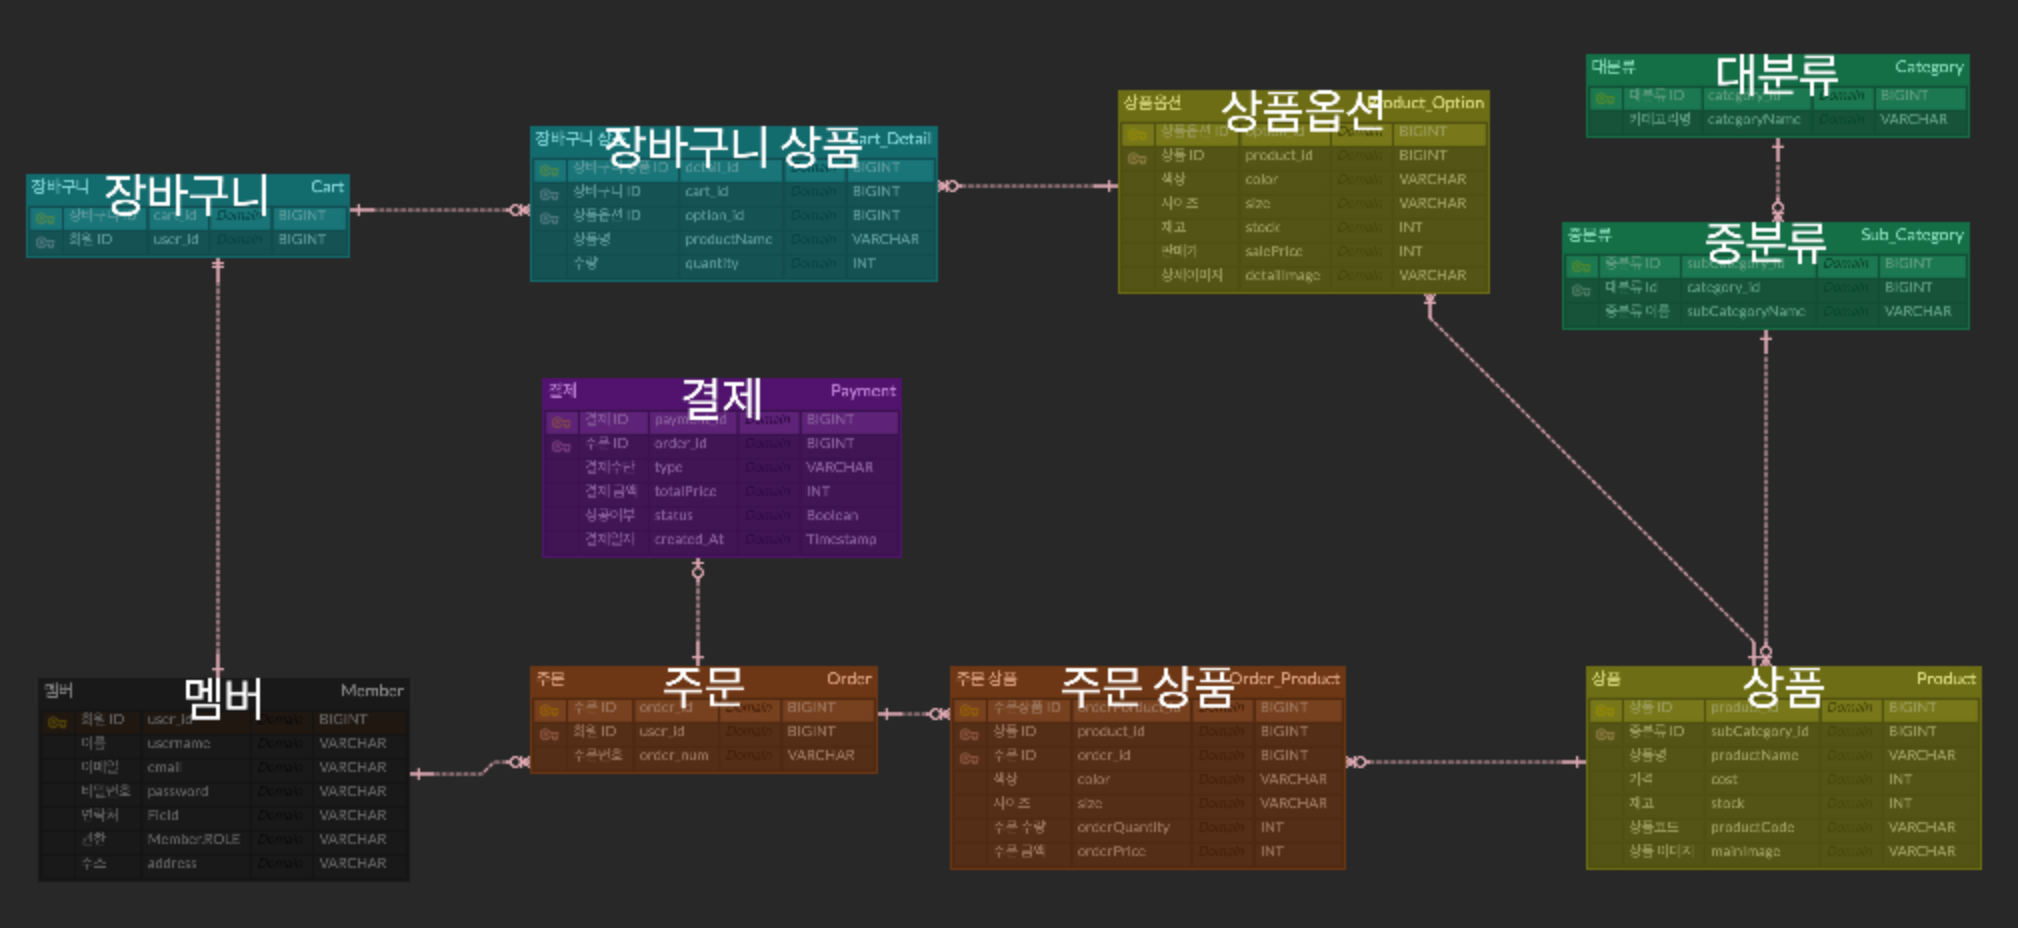 대분류 대분류 Category
대분류 ID category_id Domain BIGINT
카테고리명 categoryName Domain VARCHAR
상품옵션 상품옵션 Product_Option
상품옵션 ID option_id Domain BIGINT
상품 ID product_id Domain BIGINT
색상 color Domain VARCHAR
사이즈 size Domain VARCHAR
재고 stock Domain INT
판매가 salePrice Domain INT
상세이미지 detailImage Domain VARCHAR
장바구니 상품 장바구니 상품 Cart_Detail
장바구니상품 ID detail_id Domain BIGINT
장바구니 ID cart_id Domain BIGINT
상품옵션 ID option_id Domain BIGINT
상품명 productName Domain VARCHAR
수량 quantity Domain INT
장바구니 장바구니 Cart
장바구니 ID cart_id Domain BIGINT
회원 ID user_id Domain BIGINT
중분류 중분류 Sub_Category
중분류 ID subCategory_id Domain BIGINT
대분류 Id category_id Domain BIGINT
중분류 이름 subCategoryName Domain VARCHAR
결제 결제 Payment
결제 ID payment_id Domain BIGINT
주문 ID order_id Domain BIGINT
결제수단 type Domain VARCHAR
결제 금액 totalPrice Domain INT
성공여부 status Domain Boolean
결제일자 created_At Domain Timestamp
멤버 멤버 Member
회원 ID user_id Domain BIGINT
이름 username Domain VARCHAR
이메일 email Domain VARCHAR
비밀번호 password Domain VARCHAR
연락처 Field Domain VARCHAR
권한 Member.ROLE Domain VARCHAR
주소 address Domain VARCHAR
주문 주문 Order
주문 ID order_id Domain BIGINT
회원 ID user_id Domain BIGINT
주문번호 order_num Domain VARCHAR
주문 상품 주문 상품 Order_Product
주문상품 ID orderProduct_id Domain BIGINT
상품 ID product_id Domain BIGINT
주문 ID order_id Domain BIGINT
색상 color Domain VARCHAR
사이즈 size Domain VARCHAR
주문 수량 orderQuantity Domain INT
주문 금액 orderPrice Domain INT
상품 상품 Product
상품 ID product_id Domain BIGINT
중분류 ID subCategory_id Domain BIGINT
상품명 productName Domain VARCHAR
가격 cost Domain INT
재고 stock Domain INT
상품코드 productCode Domain VARCHAR
상품 이미지 mainImage Domain VARCHAR